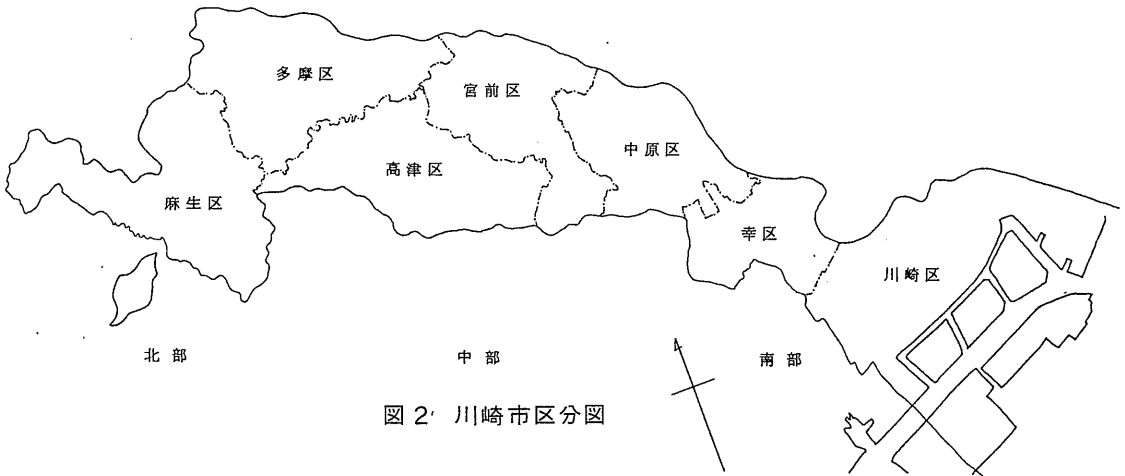 多摩区
宮前区
中原区
高津区
麻生区
幸区
川崎区
北部
中部
南部
図2 川崎市区分図